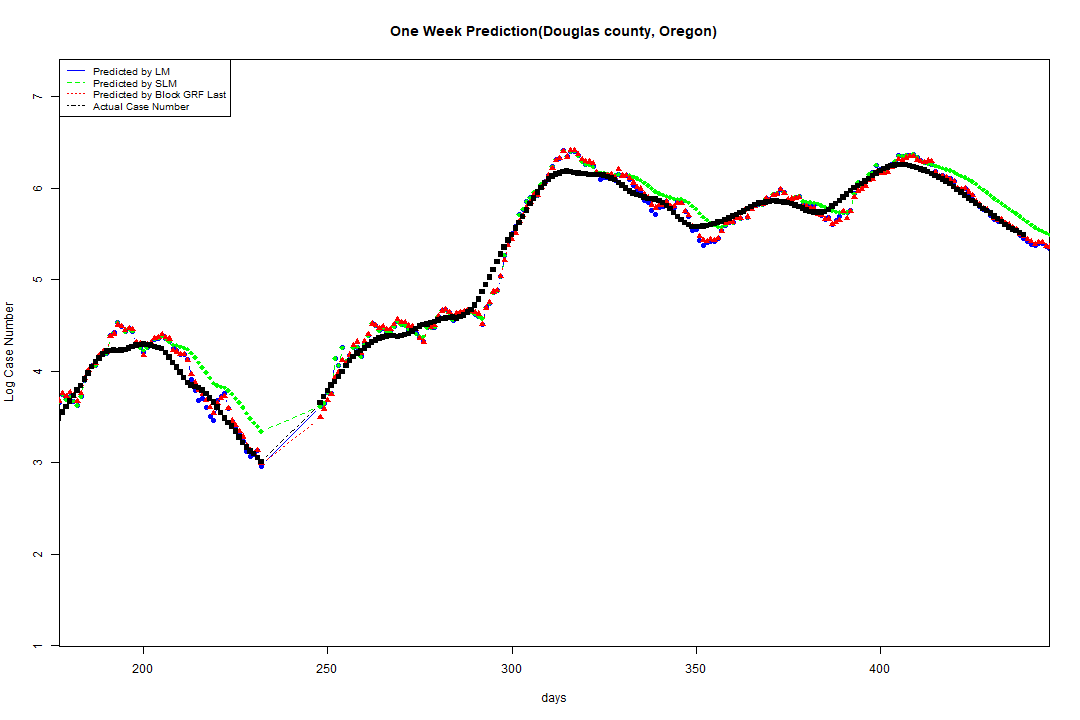 One Week Prediction(Douglas county, Oregon)
Predicted by LM
Predicted by SLM
Predicted by Block GRF Last
Actual Case Number
7
6
5
4
3
2
1
Log Case Number
200 250 300 350 400
days